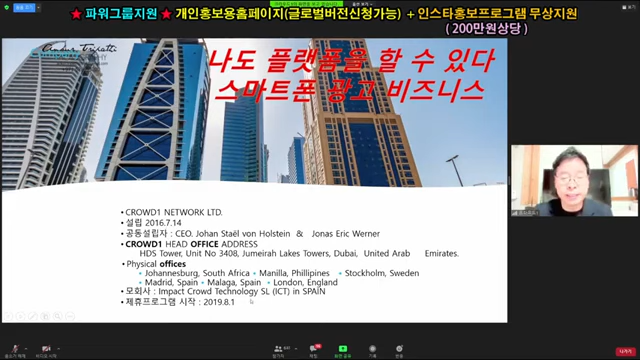 ★ 파워그룹지원 ★ 개인홍보용홈페이지(글로벌버전신청가능) + 인스타홍보프로그램 무상지원
( 200만원상당 )
나도 플랫폼을 할 수 있다
스마트폰 광고 비즈니스
• CROWD1 NETWORK LTD.
• 설립 2016.7.14
• 공동설립자 : CEO. Johan Staël von Holstein & Jonas Eric Werner
• CROWD1 HEAD OFFICE ADDRESS
HDS Tower, Unit No 3408, Jumeirah Lakes Towers, Dubai, United Arab Emirates.
• Physical offices
• Johannesburg, South Africa • Manilla, Phillipines • Stockholm, Sweden
• Madrid, Spain • Malaga, Spain • London, England
• 모회사 : Impact Crowd Technology SL (ICT) in SPAIN
• 제휴프로그램 시작 : 2019.8.1